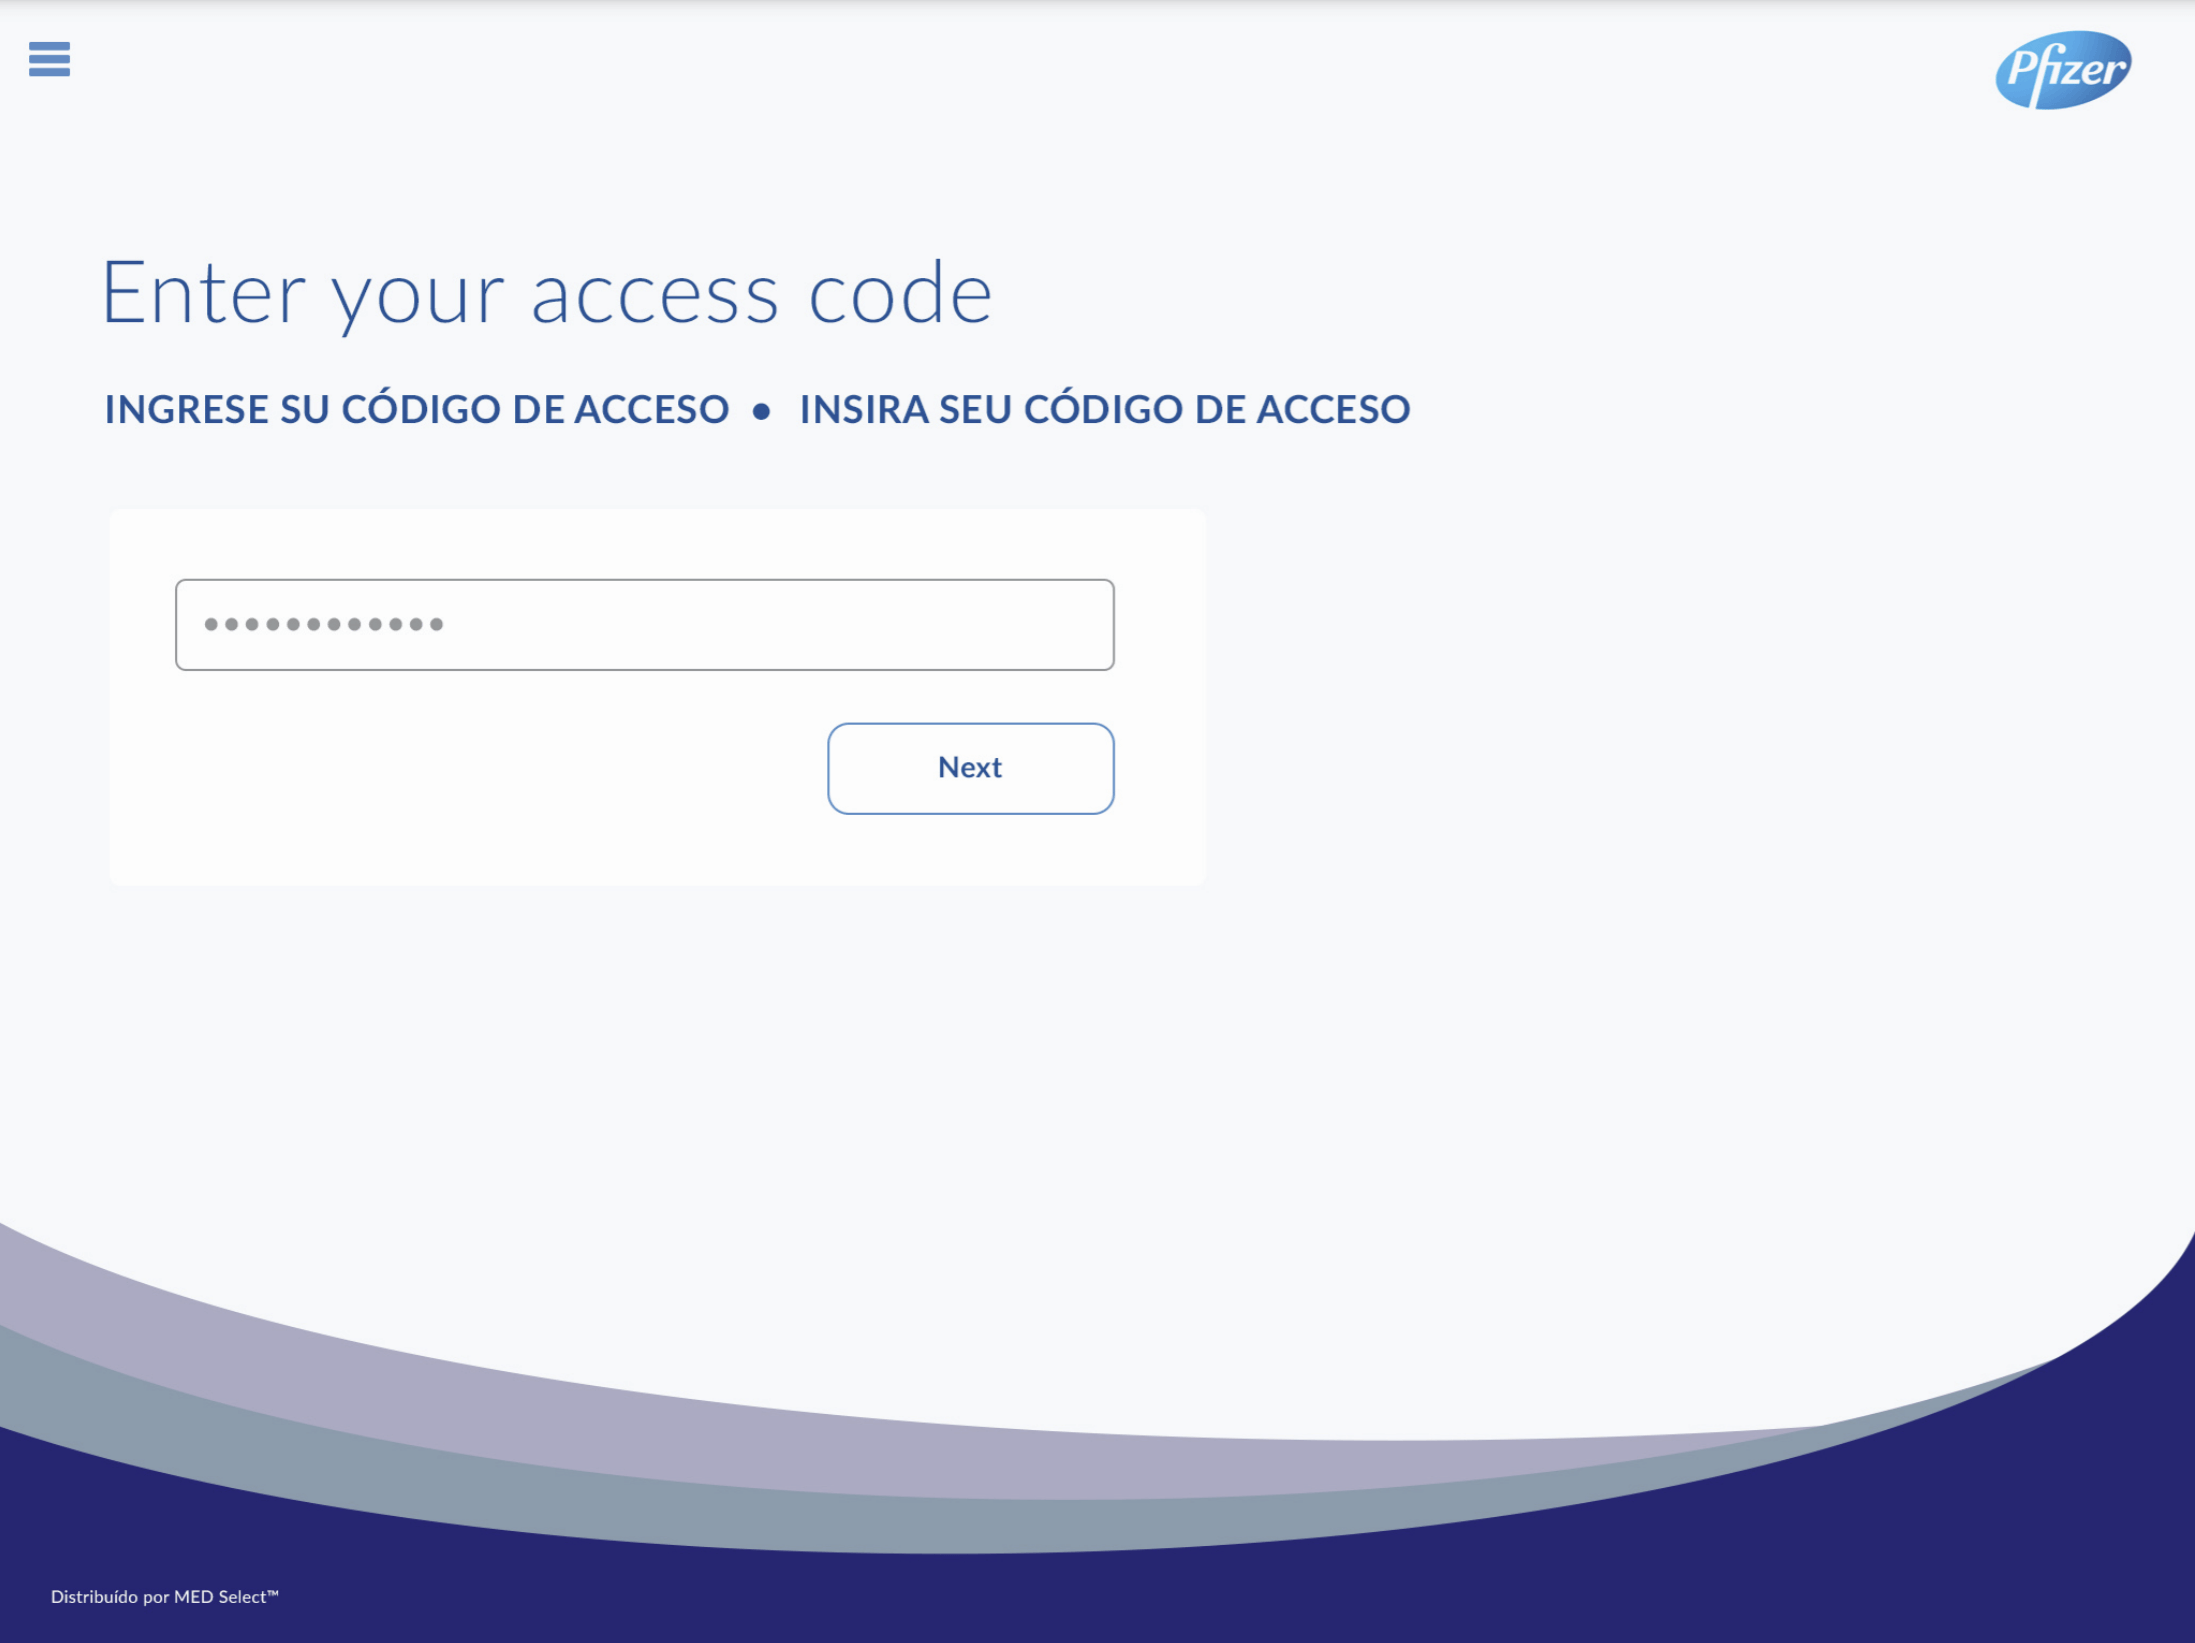 Pfizer
Enter your access code
INGRESE SU CÓDIGO DE ACCESO • INSIRA SEU CÓDIGO DE ACCESO
••••••••••••
Next
Distribuído por MED Select™